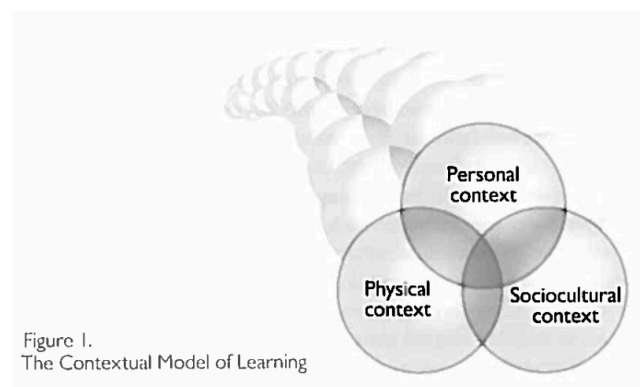 Personal
context
Physical
context
Sociocultural
context
Figure 1.
The Contextual Model of Learning